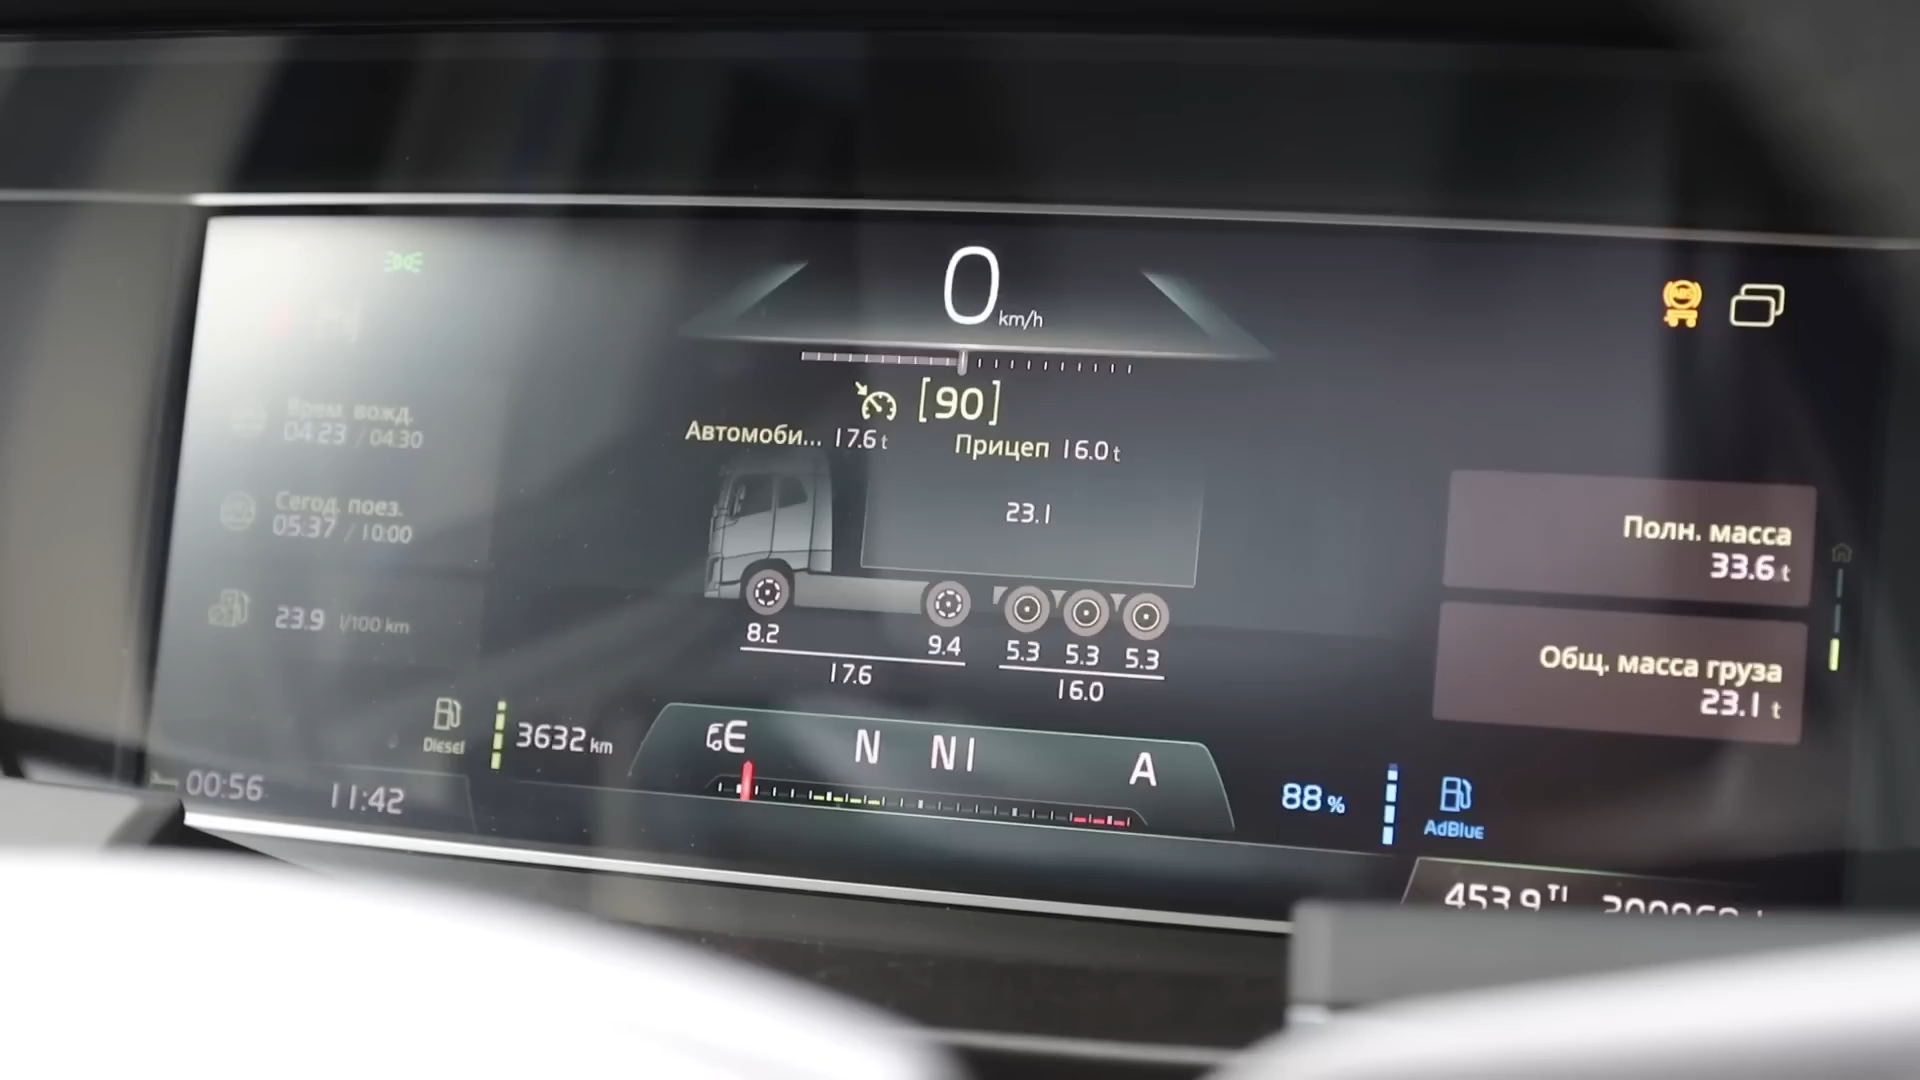 0 km/h
[90]
Автомоби... 17.6 t
Прицеп 16.0 t
23.1
8.2
9.4
5.3 5.3 5.3
17.6
16.0
Врем. вожд.
04:23 / 04:30
Сегод. поез.
05:37 / 10:00
23.9 l/100 km
Полн. масса
33.6 t
Общ. масса груза
23.1 t
Diesel
3632 km
E N N1 A
88 %
AdBlue
00:56 11:42
453.9 T1